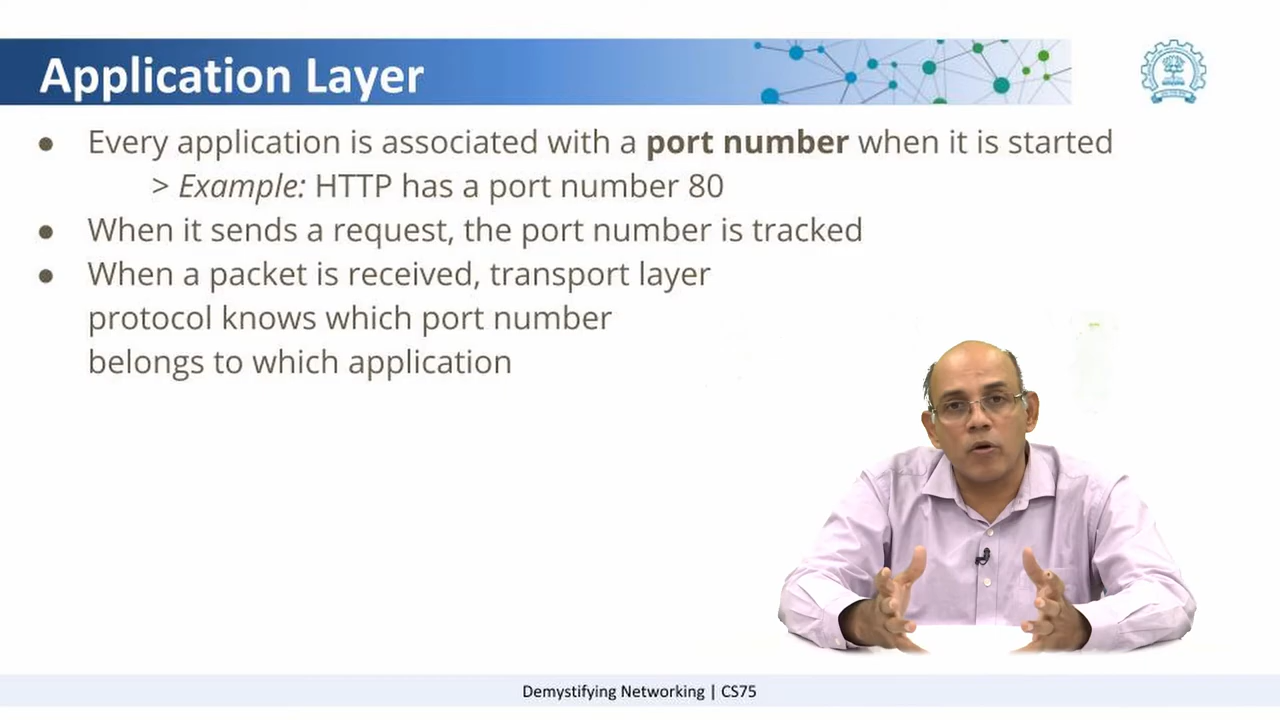 Application Layer
● Every application is associated with a port number when it is started
> Example: HTTP has a port number 80
● When it sends a request, the port number is tracked
● When a packet is received, transport layer
protocol knows which port number
belongs to which application
Demystifying Networking | CS75